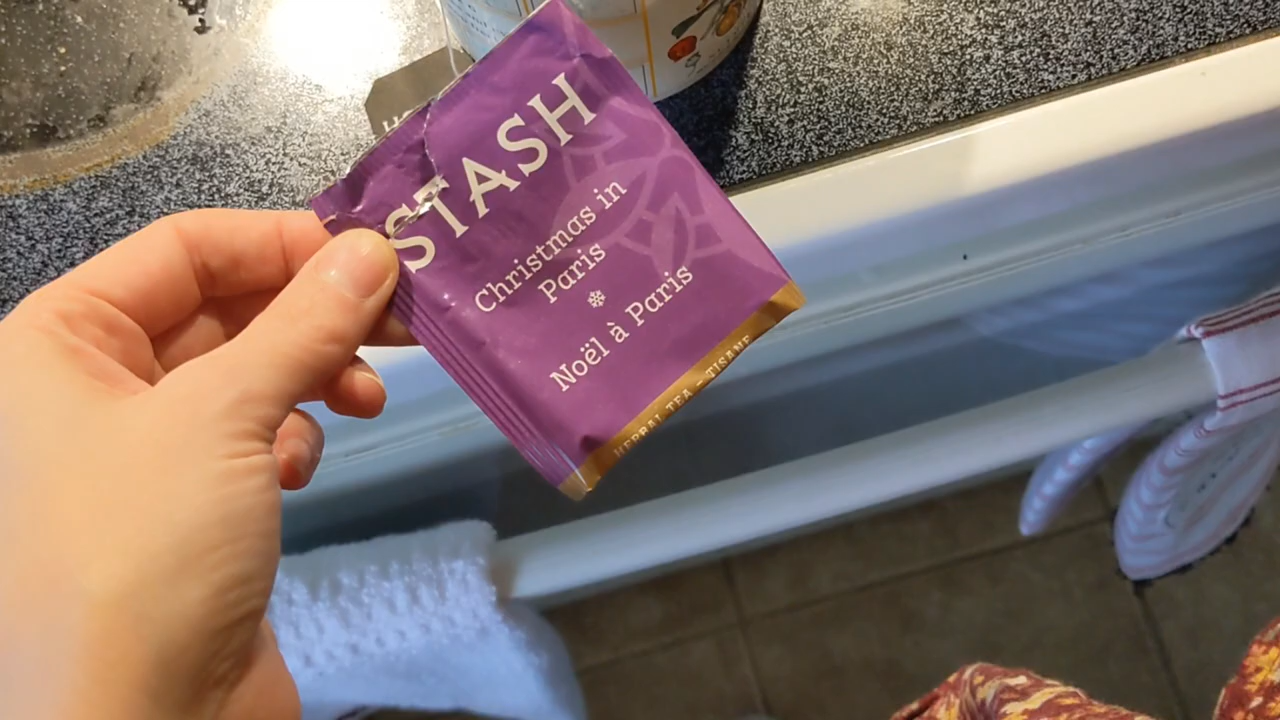 STASH
Christmas in
Paris
Noël à Paris
HERBAL TEA - TISANE